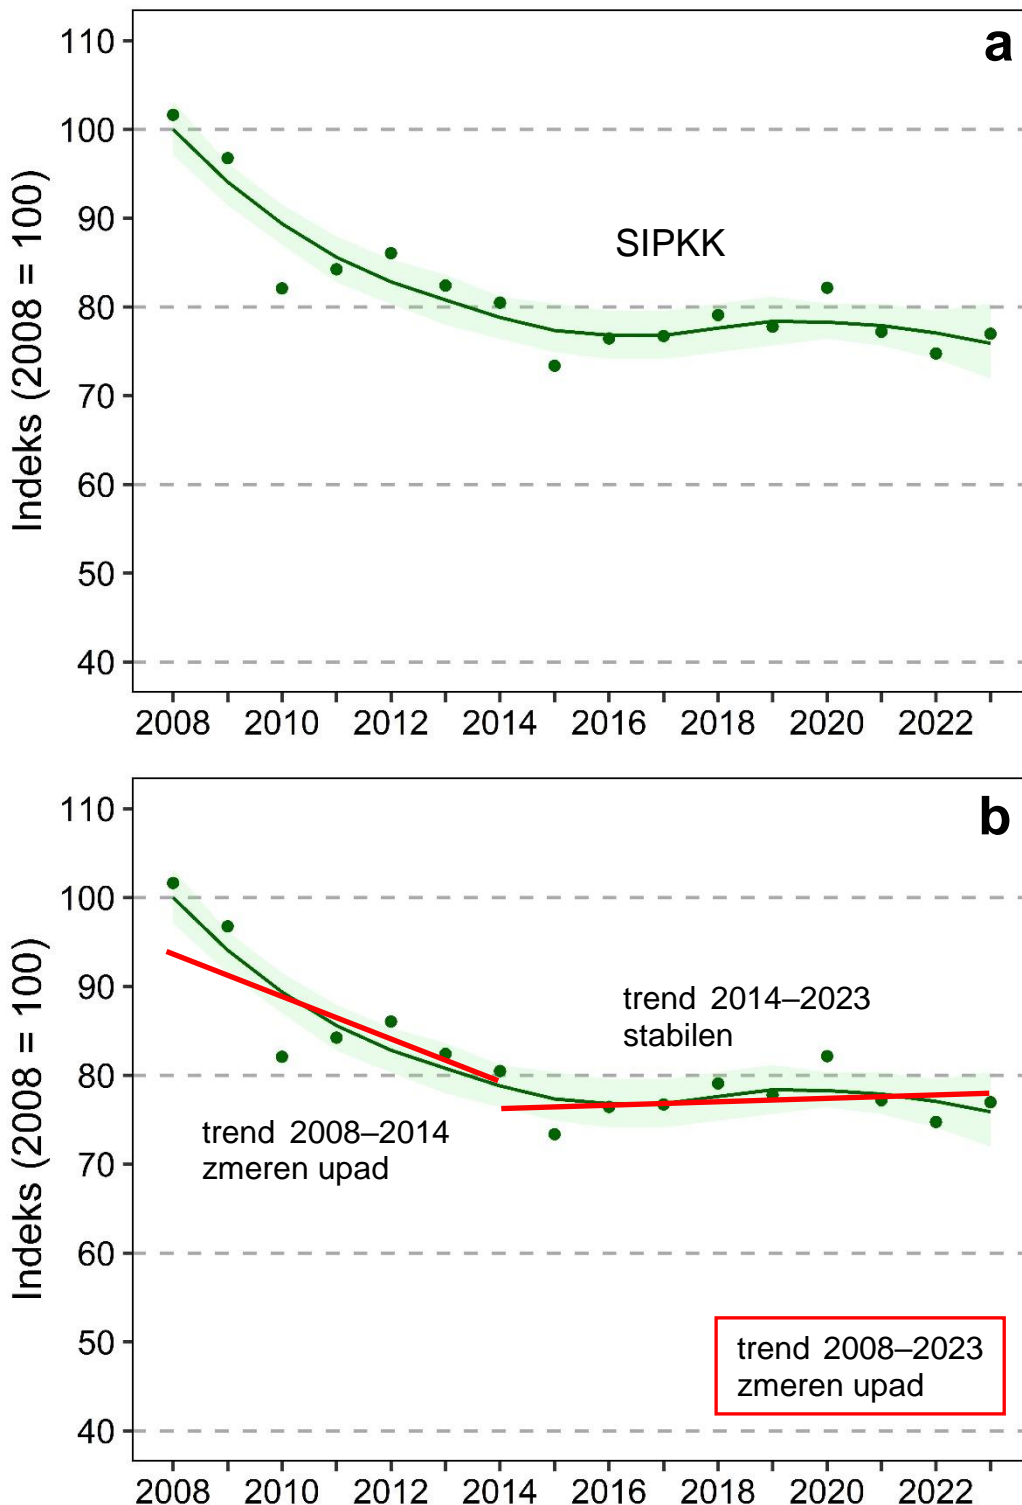 a
Indeks (2008 = 100)
110
100
90
80
70
60
50
40
SIPKK
2008 2010 2012 2014 2016 2018 2020 2022
b
Indeks (2008 = 100)
110
100
90
80
70
60
50
40
trend 2014–2023
stabilen
trend 2008–2014
zmeren upad
trend 2008–2023
zmeren upad
2008 2010 2012 2014 2016 2018 2020 2022